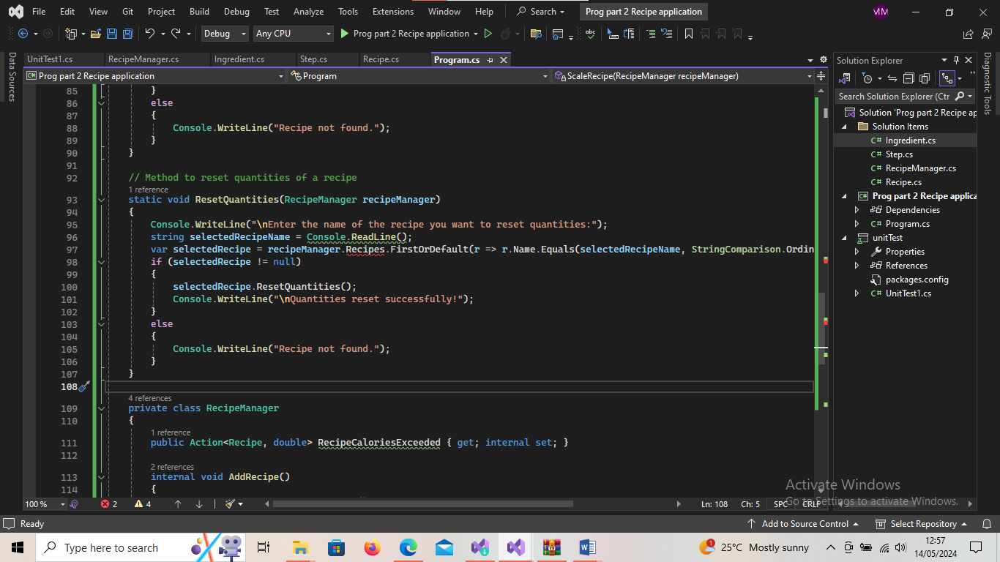 File Edit View Git Project Build Debug Test Analyze Tools Extensions Window Help Search Prog part 2 Recipe application MM
Debug Any CPU Prog part 2 Recipe application
UnitTest1.cs RecipeManager.cs Ingredient.cs Step.cs Recipe.cs Program.cs
Prog part 2 Recipe application Program ScaleRecipe(RecipeManager recipeManager)
Data Sources
85 }
86 else
87 {
88 Console.WriteLine("Recipe not found.");
89 }
90 }
91
92 // Method to reset quantities of a recipe
1 reference
93 static void ResetQuantities(RecipeManager recipeManager)
94 {
95 Console.WriteLine("\nEnter the name of the recipe you want to reset quantities:");
96 string selectedRecipeName = Console.ReadLine();
97 var selectedRecipe = recipeManager.Recipes.FirstOrDefault(r => r.Name.Equals(selectedRecipeName, StringComparison.Ordin
98 if (selectedRecipe != null)
99 {
100 selectedRecipe.ResetQuantities();
101 Console.WriteLine("\nQuantities reset successfully!");
102 }
103 else
104 {
105 Console.WriteLine("Recipe not found.");
106 }
107 }
108
4 references
109 private class RecipeManager
110 {
1 reference
111 public Action<Recipe, double> RecipeCaloriesExceeded { get; internal set; }
112
2 references
113 internal void AddRecipe()
114 {
100 % 2 4 Ln: 108 Ch: 5 SPC CRLF
Solution Explorer
Search Solution Explorer (Ctr
Solution 'Prog part 2 Recipe ap
Solution Items
C# Ingredient.cs
C# Step.cs
C# RecipeManager.cs
C# Recipe.cs
C# Prog part 2 Recipe applica
Dependencies
C# Program.cs
unitTest
Properties
References
packages.config
C# UnitTest1.cs
Diagnostic Tools
Activate Windows
Go to Settings to activate Windows.
Ready Add to Source Control Select Repository
Type here to search 1 25°C Mostly sunny 12:57
14/05/2024